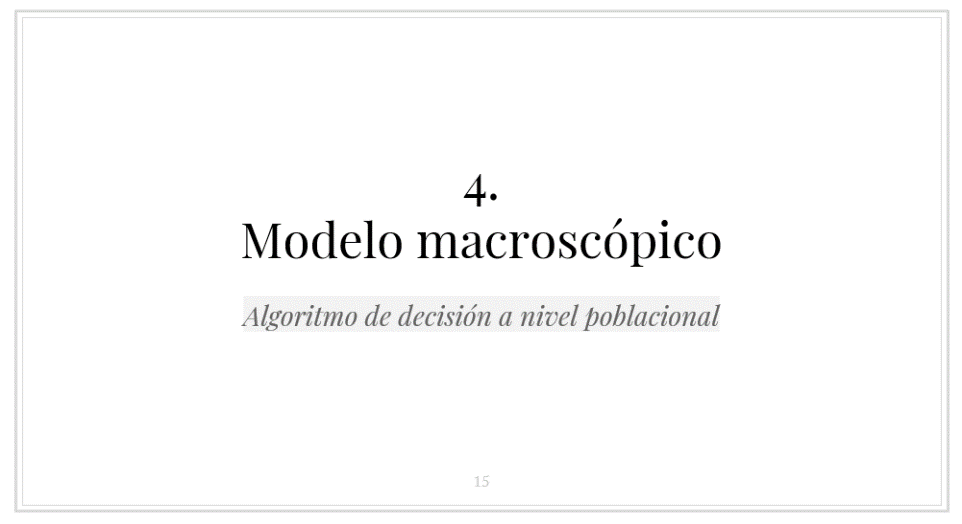 4.
Modelo macroscópico
Algoritmo de decisión a nivel poblacional
15